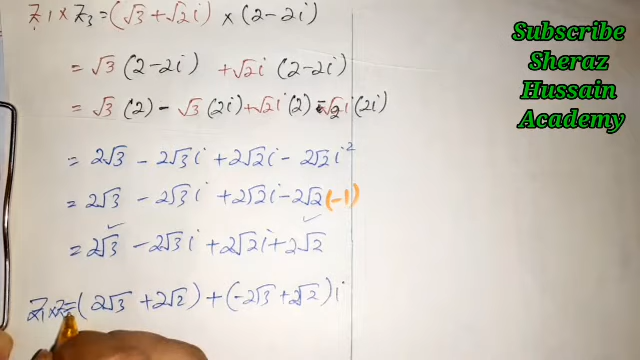 Z₁ × Z₃ = (√3 + √2i) × (2 - 2i)
= √3 (2 - 2i) + √2i (2 - 2i)
= √3 (2) - √3 (2i) + √2i (2) - √2i (2i)
= 2√3 - 2√3i + 2√2i - 2√2i²
= 2√3 - 2√3i + 2√2i - 2√2(-1)
= 2√3 - 2√3i + 2√2i + 2√2
= (2√3 + 2√2) + (-2√3 + 2√2)i
Subscribe
Sheraz
Hussain
Academy